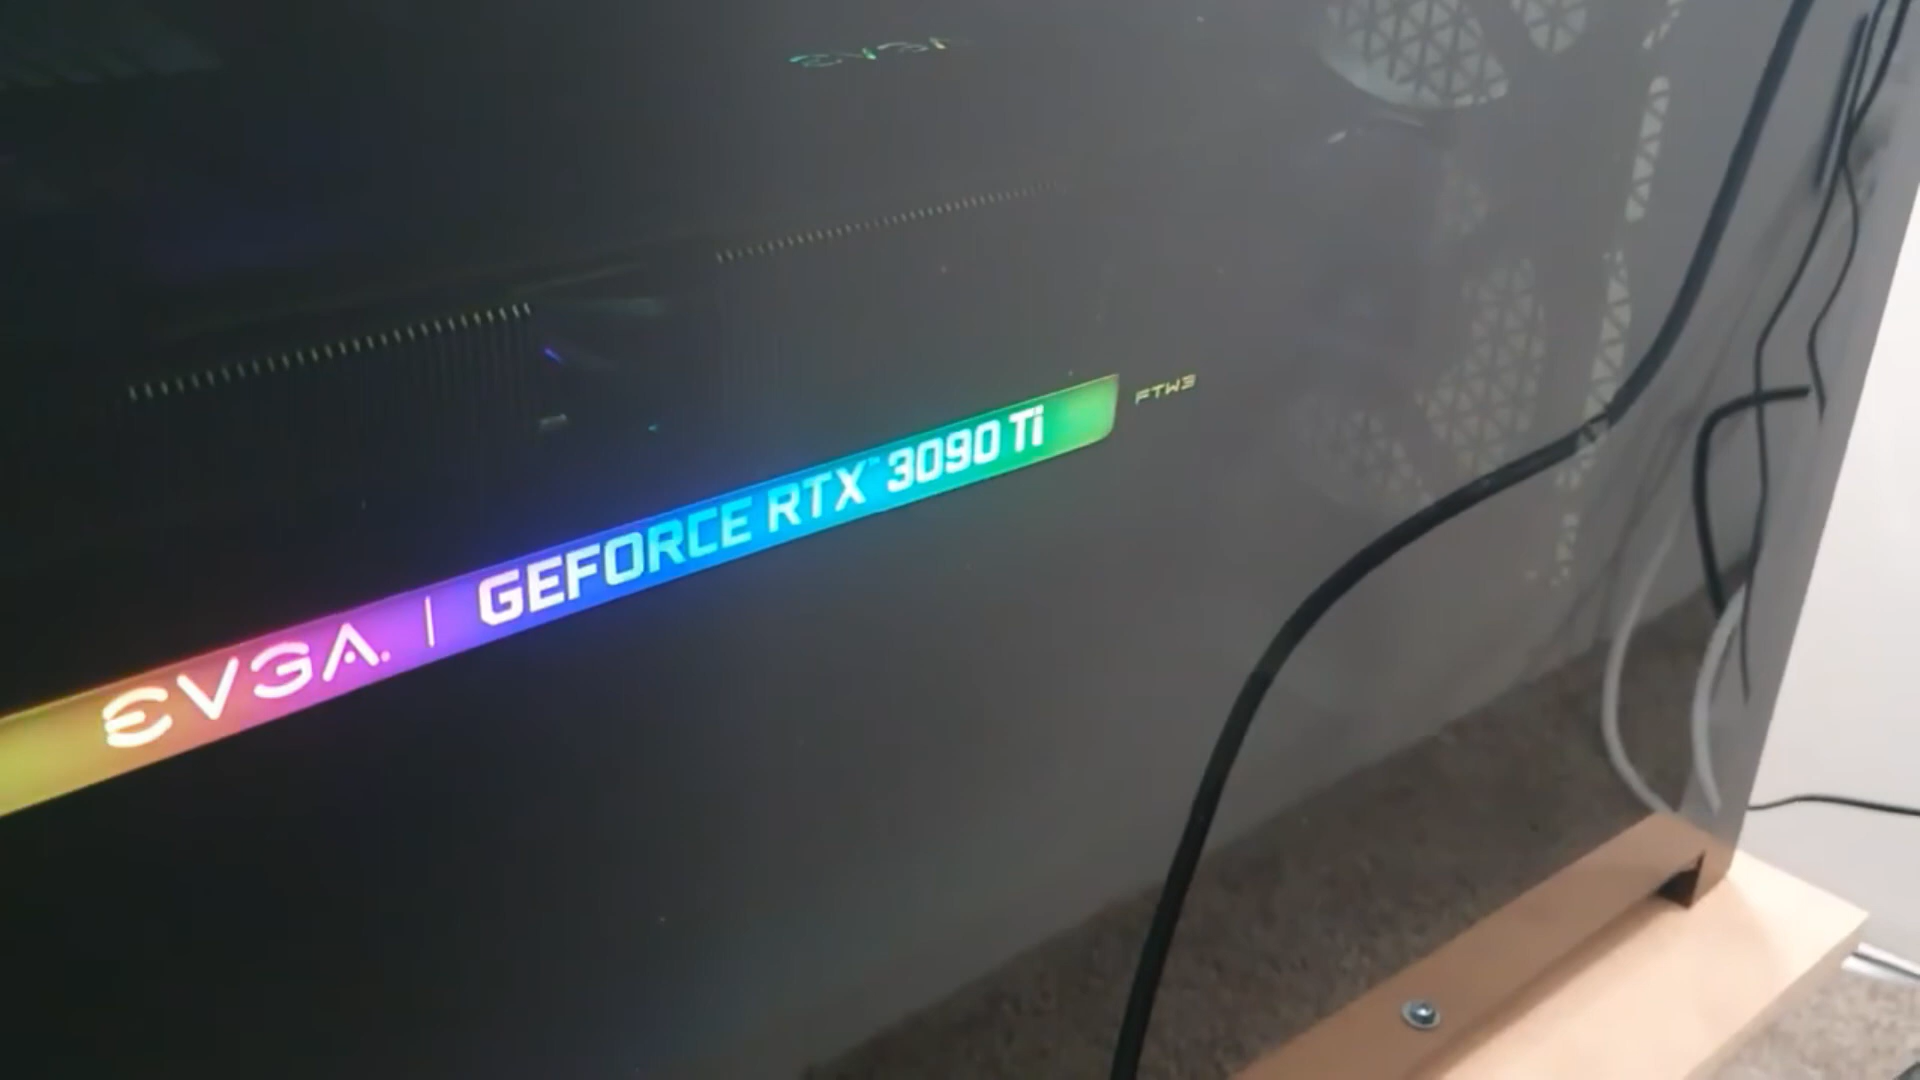 EVGA
EVGA. | GEFORCE RTX™ 3090 Ti
FTW3